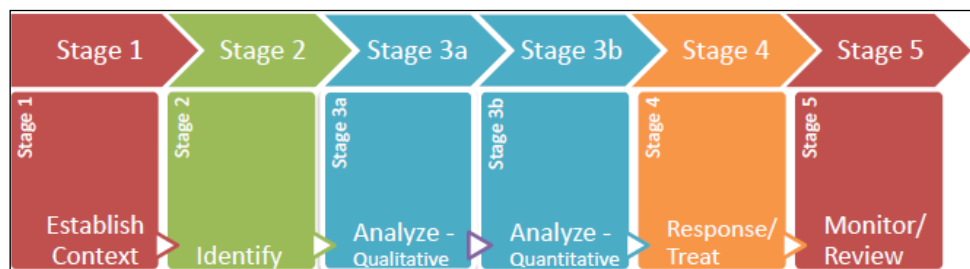 Stage 1
Stage 2
Stage 3a
Stage 3b
Stage 4
Stage 5
Stage 1
Establish
Context
Stage 2
Identify
Stage 3a
Analyze -
Qualitative
Stage 3b
Analyze -
Quantitative
Stage 4
Response/
Treat
Stage 5
Monitor/
Review